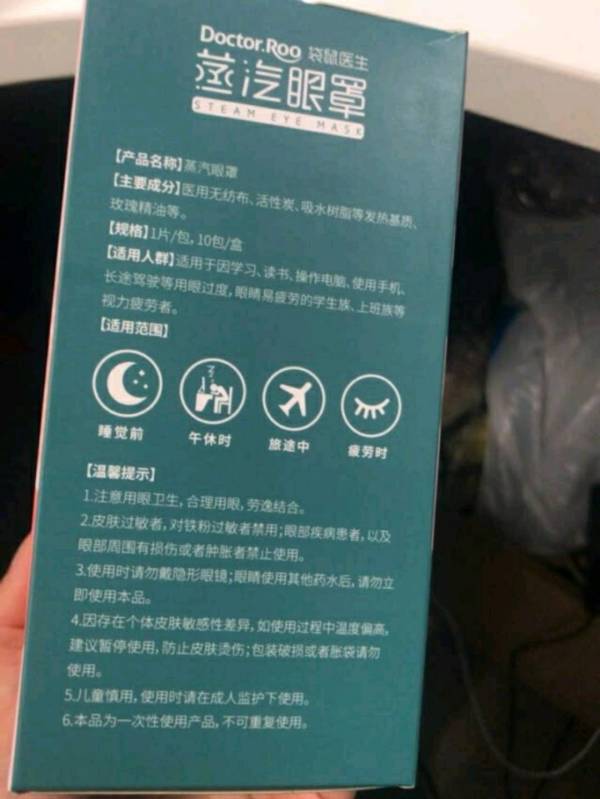 Doctor.Roo 袋鼠医生
蒸汽眼罩
STEAM EYE MASK
【产品名称】蒸汽眼罩
【主要成分】医用无纺布、活性炭、吸水树脂等发热基质、
玫瑰精油等。
【规格】1片/包，10包/盒
【适用人群】适用于因学习、读书、操作电脑、使用手机、
长途驾驶等用眼过度，眼睛易疲劳的学生族、上班族等
视力疲劳者。
【适用范围】
睡觉前 午休时 旅途中 疲劳时
【温馨提示】
1.注意用眼卫生，合理用眼，劳逸结合。
2.皮肤过敏者，对铁粉过敏者禁用；眼部疾病患者，以及
眼部周围有损伤或者肿胀者禁止使用。
3.使用时请勿戴隐形眼镜；眼睛使用其他药水后，请勿立
即使用本品。
4.因存在个体皮肤敏感性差异，如使用过程中温度偏高，
建议暂停使用，防止皮肤烫伤；包装破损或者胀袋请勿
使用。
5.儿童慎用，使用时请在成人监护下使用。
6.本品为一次性使用产品，不可重复使用。